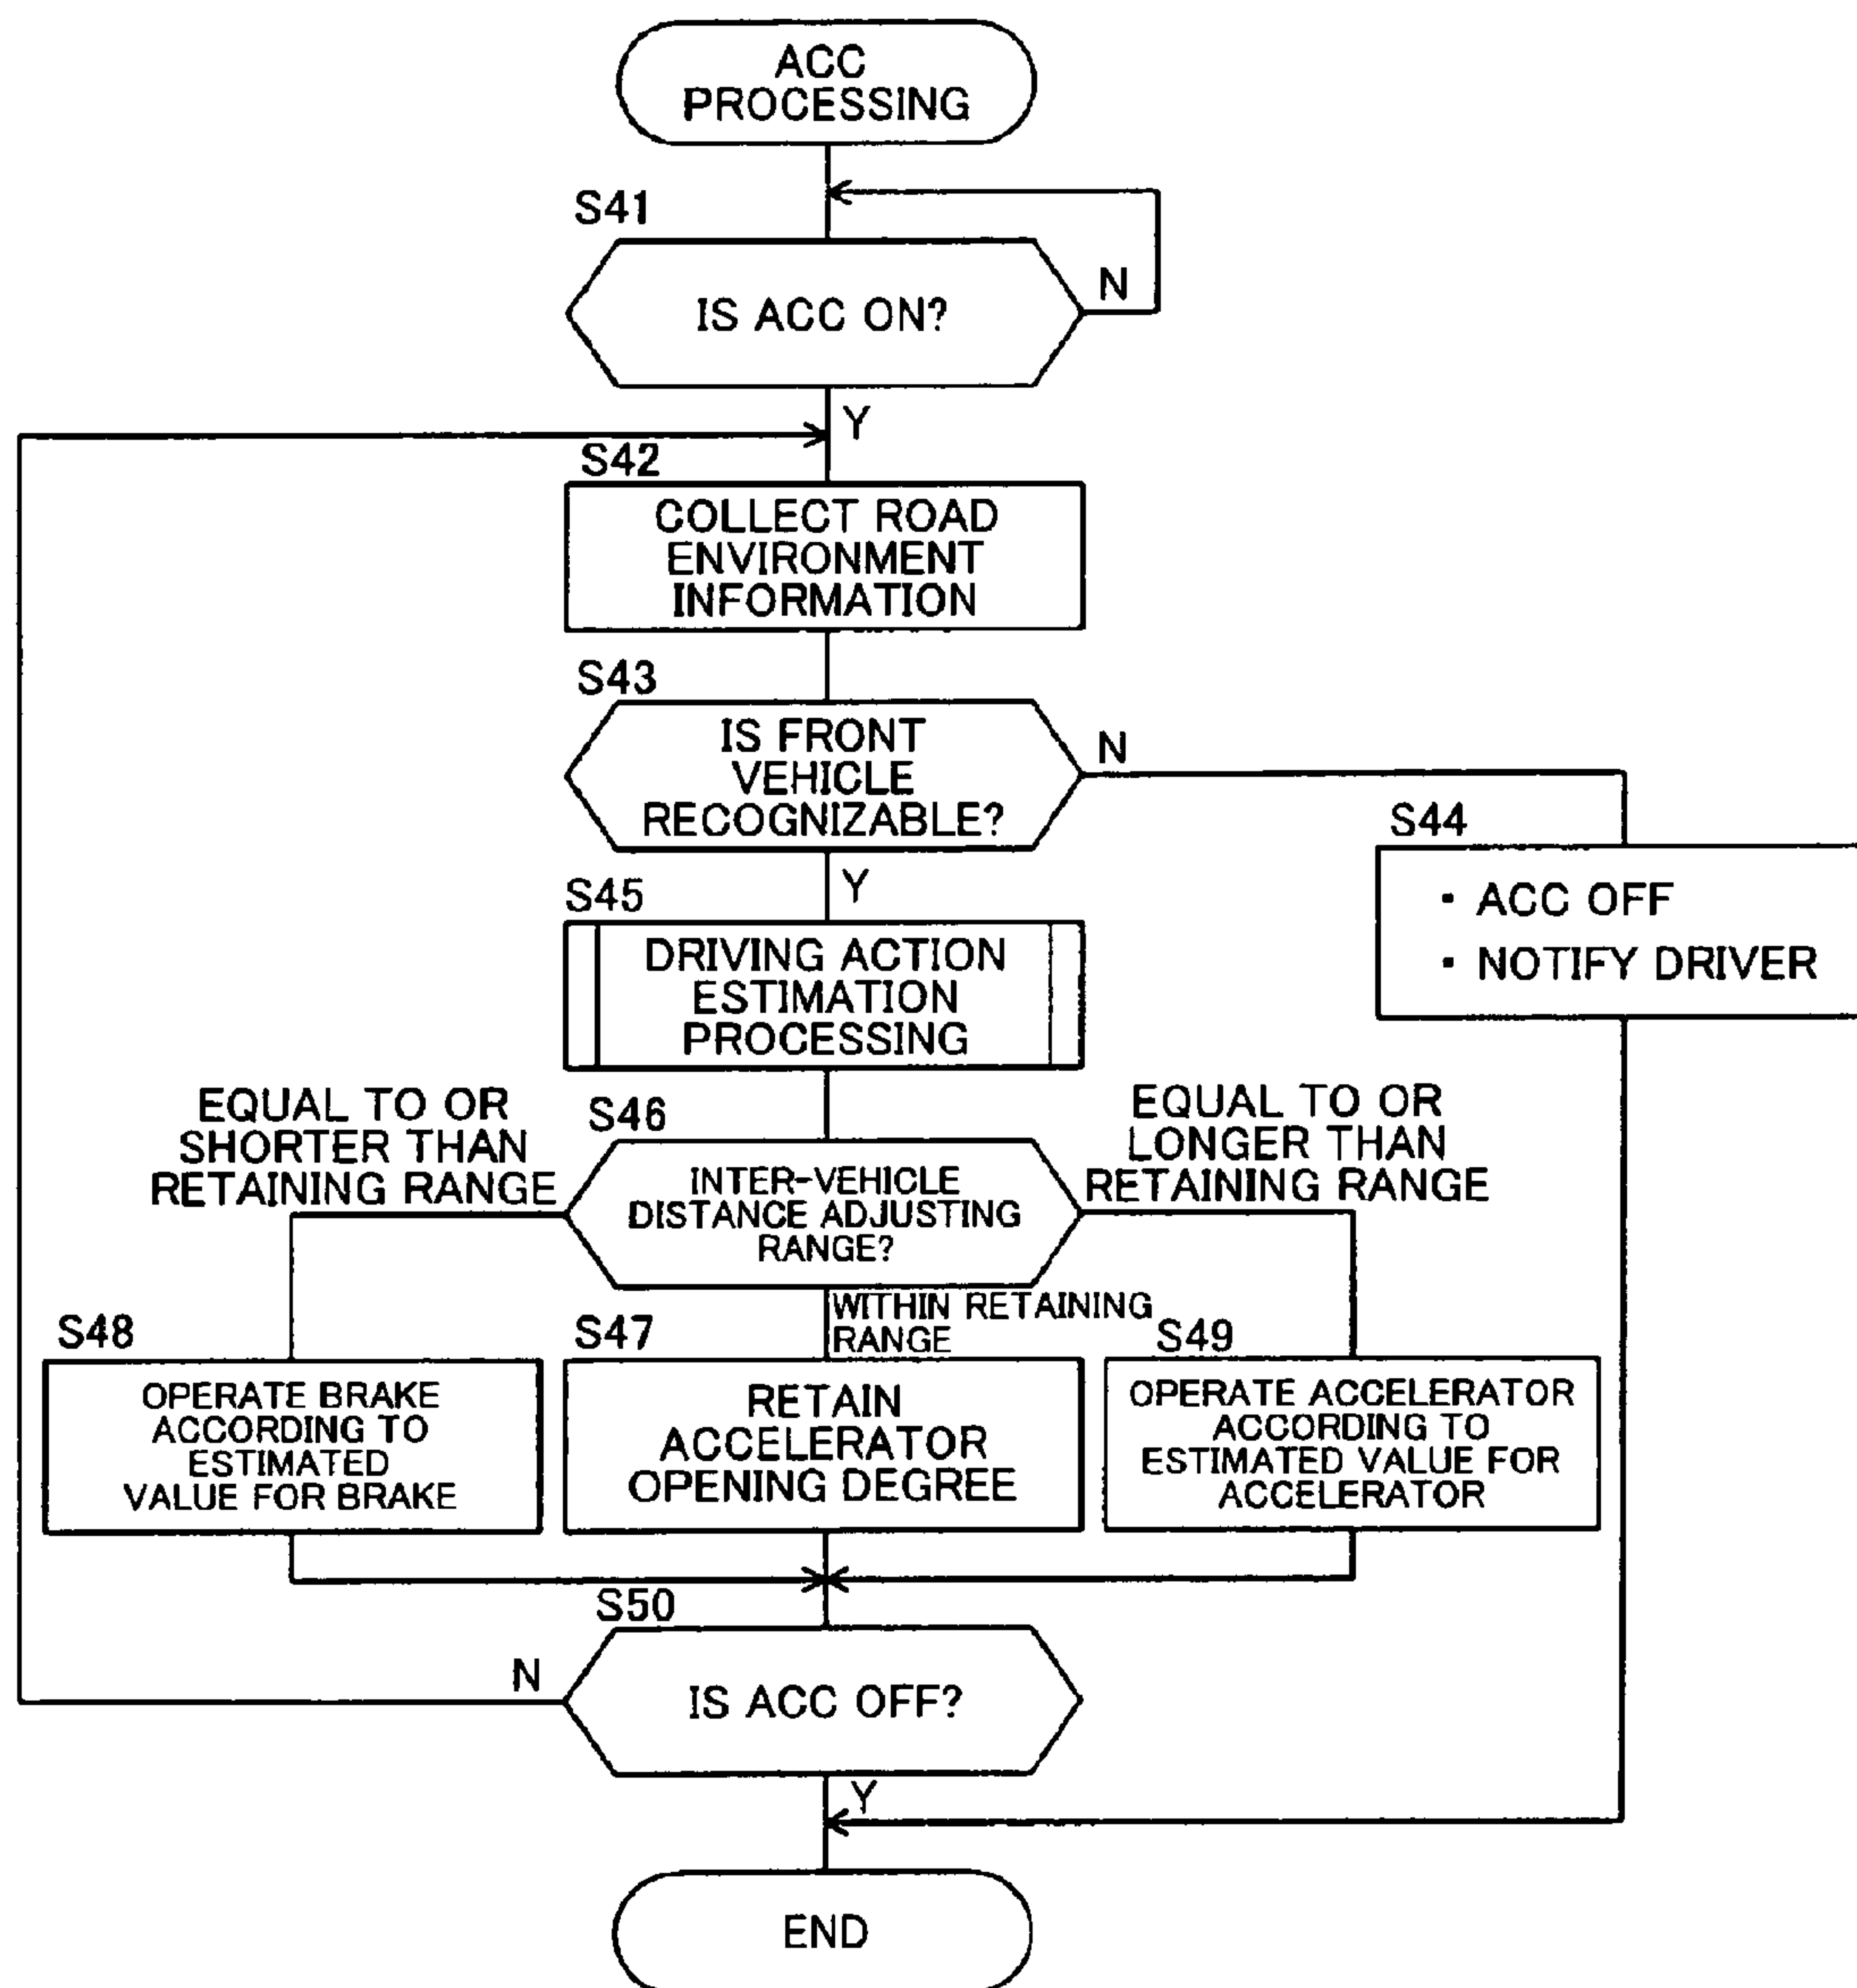 ACC
PROCESSING
S41
IS ACC ON?
N
Y
S42
COLLECT ROAD
ENVIRONMENT
INFORMATION
S43
IS FRONT
VEHICLE
RECOGNIZABLE?
N
S44
▪ ACC OFF
▪ NOTIFY DRIVER
Y
S45
DRIVING ACTION
ESTIMATION
PROCESSING
EQUAL TO OR
SHORTER THAN
RETAINING RANGE
S46
INTER-VEHICLE
DISTANCE ADJUSTING
RANGE?
EQUAL TO OR
LONGER THAN
RETAINING RANGE
WITHIN RETAINING
RANGE
S48
OPERATE BRAKE
ACCORDING TO
ESTIMATED
VALUE FOR BRAKE
S47
RETAIN
ACCELERATOR
OPENING DEGREE
S49
OPERATE ACCELERATOR
ACCORDING TO
ESTIMATED VALUE FOR
ACCELERATOR
S50
IS ACC OFF?
N
Y
END